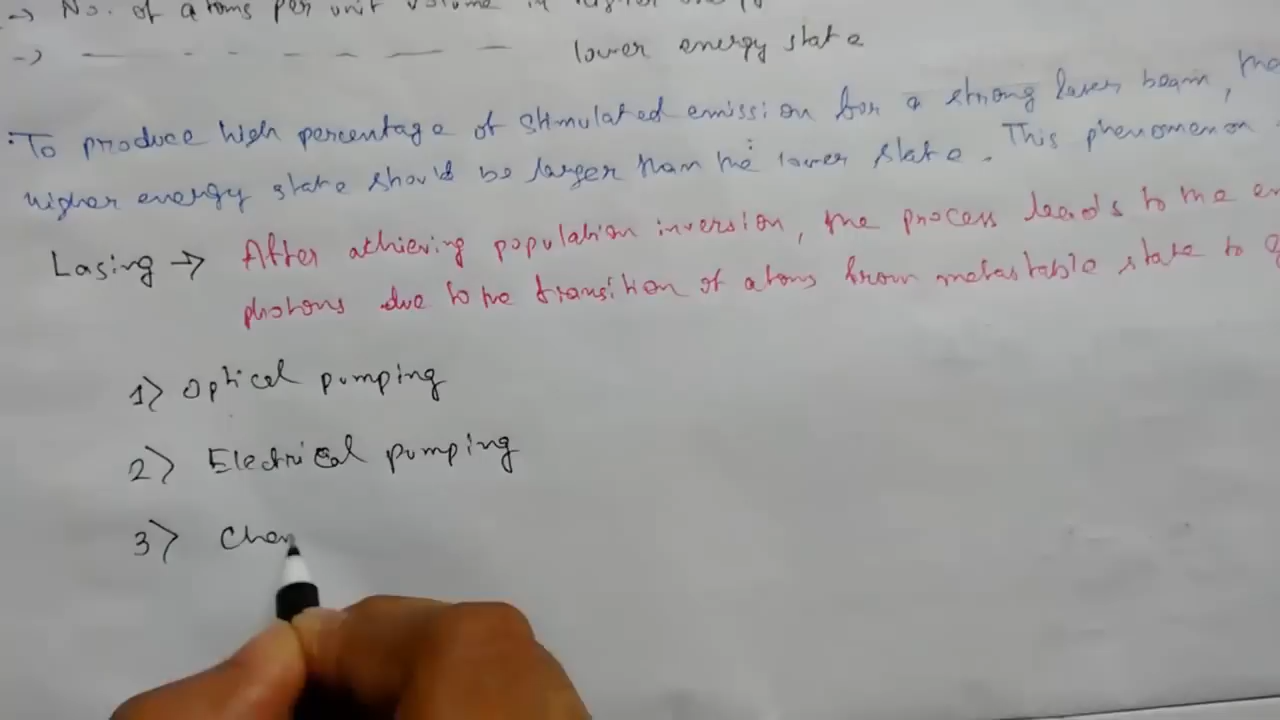 → No. of atoms per unit volume in higher
→ — - - - — — — lower energy state
To produce high percentage of stimulated emission for a strong laser beam, the
higher energy state should be larger than the lower state. This phenomenon
Lasing → After achieving population inversion, the process leads to the
photons due to the transition of atoms from metastable state to
1) Optical pumping
2) Electrical pumping
3) Chem